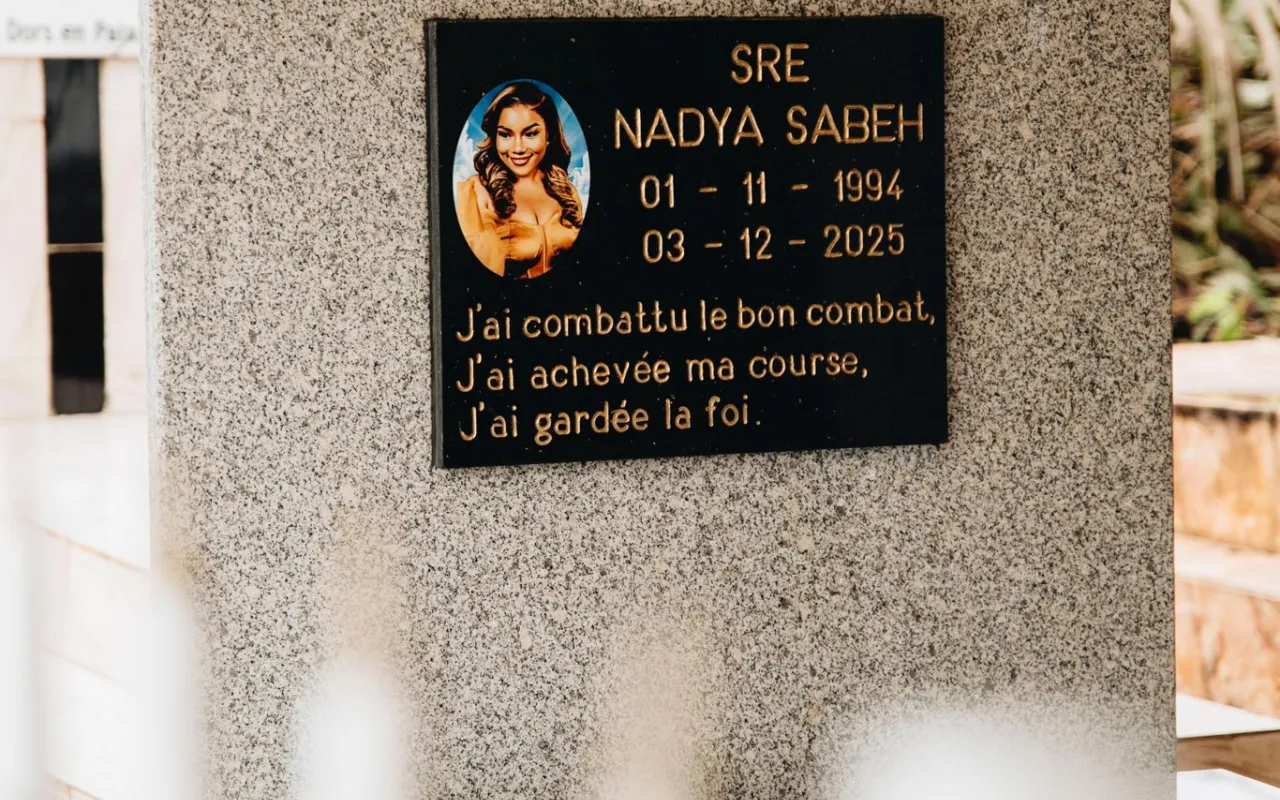 Dors en Paix
SRE
NADYA SABEH
01 - 11 - 1994
03 - 12 - 2025
J'ai combattu le bon combat,
J'ai achevée ma course,
J'ai gardée la foi.